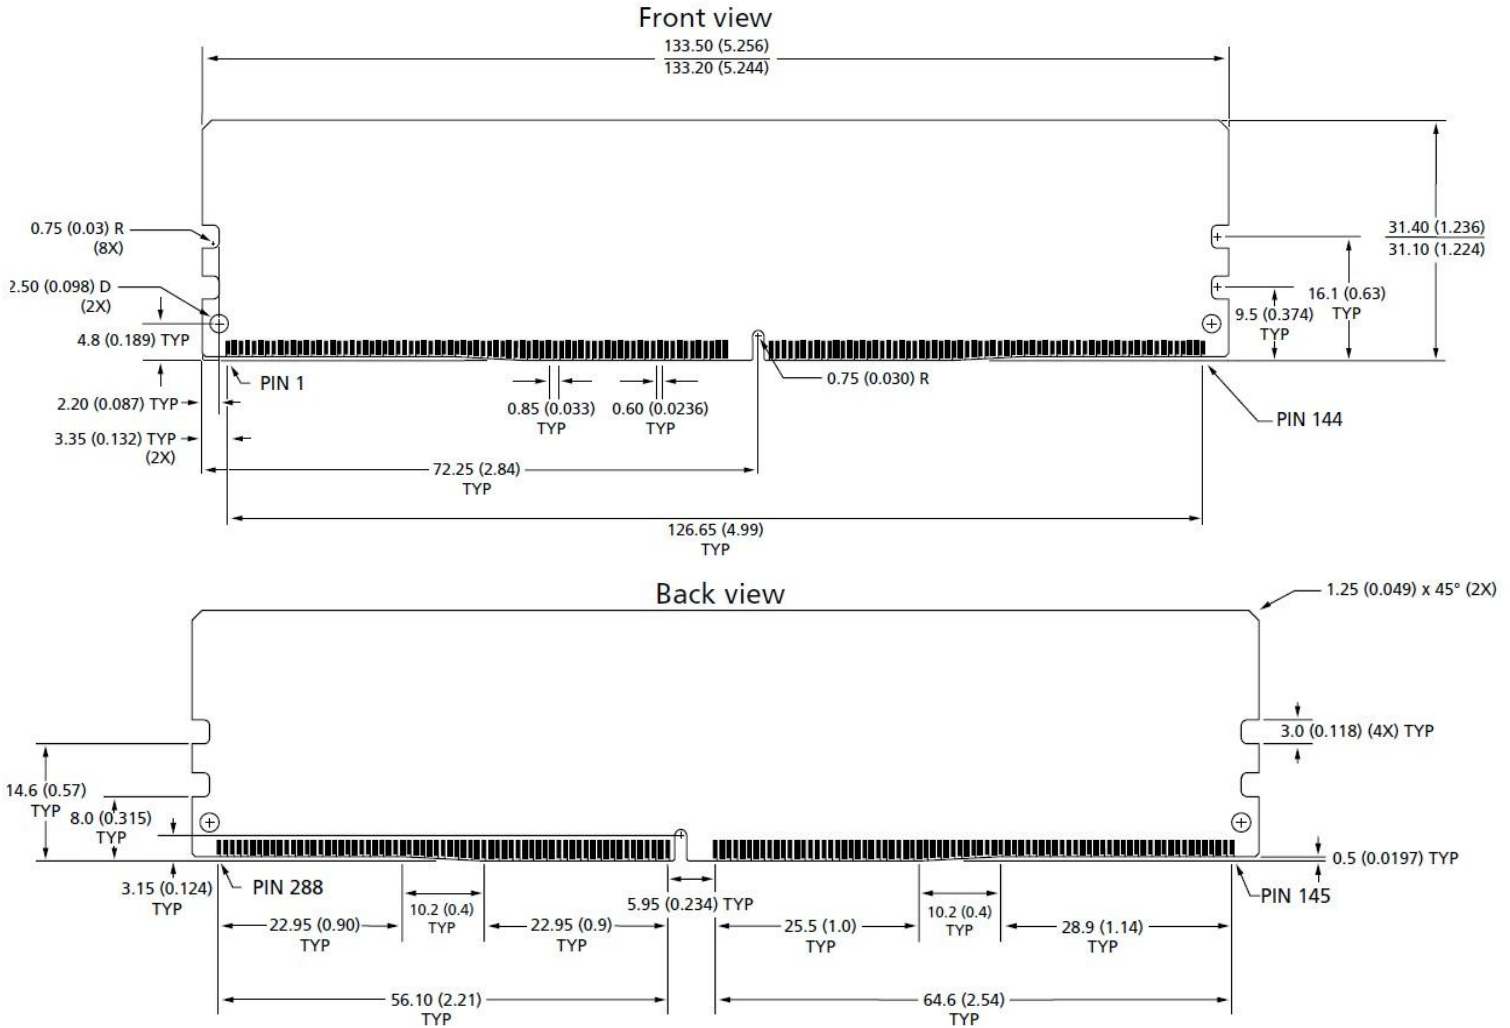 Front view
133.50 (5.256)
133.20 (5.244)
0.75 (0.03) R
(8X)
2.50 (0.098) D
(2X)
4.8 (0.189) TYP
31.40 (1.236)
31.10 (1.224)
16.1 (0.63)
TYP
9.5 (0.374)
TYP
PIN 1
0.75 (0.030) R
2.20 (0.087) TYP
0.85 (0.033)
TYP
0.60 (0.0236)
TYP
PIN 144
3.35 (0.132) TYP
(2X)
72.25 (2.84)
TYP
126.65 (4.99)
TYP
Back view
1.25 (0.049) x 45° (2X)
3.0 (0.118) (4X) TYP
14.6 (0.57)
TYP
8.0 (0.315)
TYP
0.5 (0.0197) TYP
3.15 (0.124)
TYP
PIN 288
PIN 145
5.95 (0.234) TYP
22.95 (0.90)
TYP
10.2 (0.4)
TYP
22.95 (0.9)
TYP
25.5 (1.0)
TYP
10.2 (0.4)
TYP
28.9 (1.14)
TYP
56.10 (2.21)
TYP
64.6 (2.54)
TYP